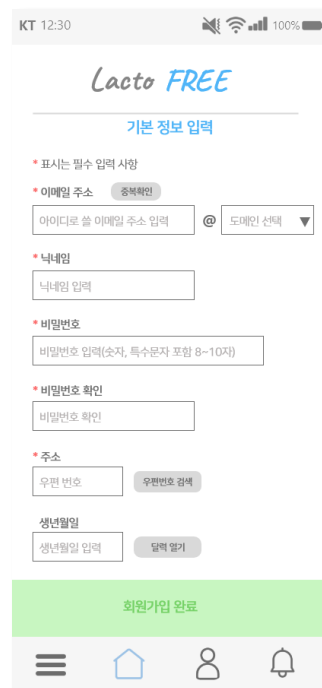 KT 12:30 100%
Lacto FREE
기본 정보 입력
* 표시는 필수 입력 사항
* 이메일 주소 중복확인
아이디로 쓸 이메일 주소 입력 @ 도메인 선택 ▼
* 닉네임
닉네임 입력
* 비밀번호
비밀번호 입력(숫자, 특수문자 포함 8~10자)
* 비밀번호 확인
비밀번호 확인
* 주소
우편 번호 우편번호 검색
생년월일
생년월일 입력 달력 열기
회원가입 완료